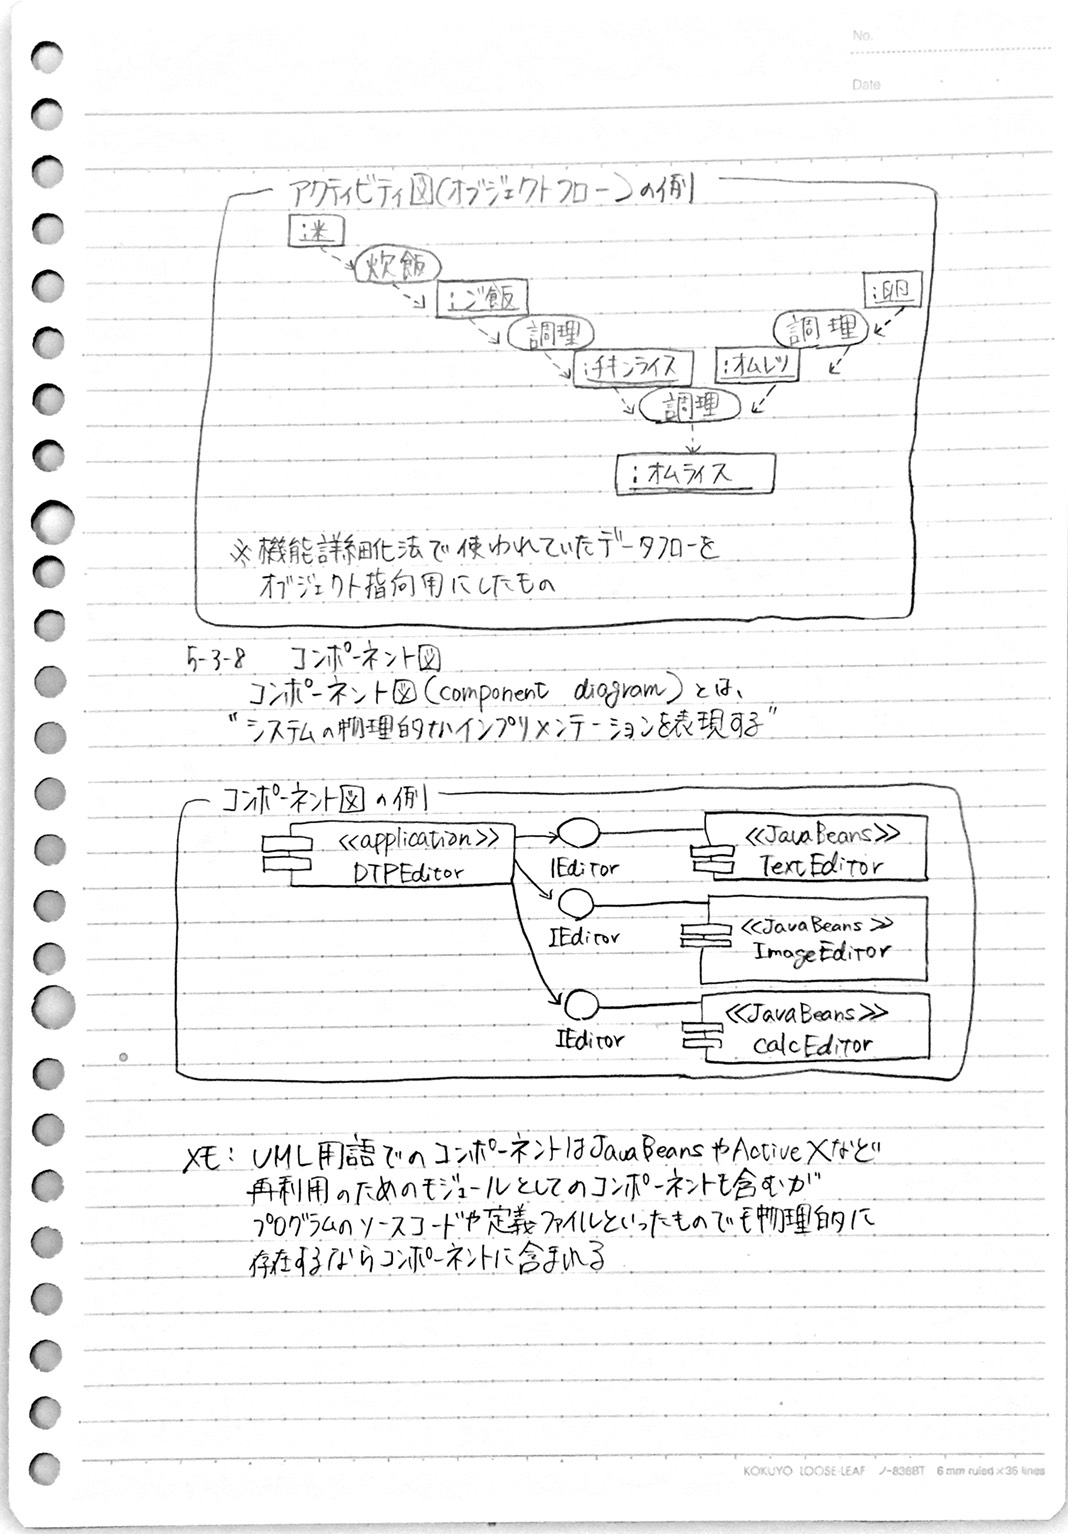 No.
Date
アクティビティ図(オブジェクトフロー)の例
:米
炊飯
:ご飯
:卵
調理
調理
:チキンライス
:オムレツ
調理
:オムライス
※機能詳細化法で使われていたデータフローを
オブジェクト指向用にしたもの
5-3-8 コンポーネント図
コンポーネント図(component diagram)とは、
"システムの物理的なインプリメンテーションを表現する"
コンポーネント図の例
<<application>>
DTPEditor
IEditor
<<JavaBeans>>
TextEditor
IEditor
<<JavaBeans>>
ImageEditor
IEditor
<<JavaBeans>>
CalcEditor
メモ: UML用語でのコンポーネントはJavaBeansやActiveXなど
再利用のためのモジュールとしてのコンポーネントも含むが
プログラムのソースコードや定義ファイルといったものでも物理的に
存在するならコンポーネントに含まれる
KOKUYO LOOSE-LEAF ノ-836BT 6mm ruled×36 lines